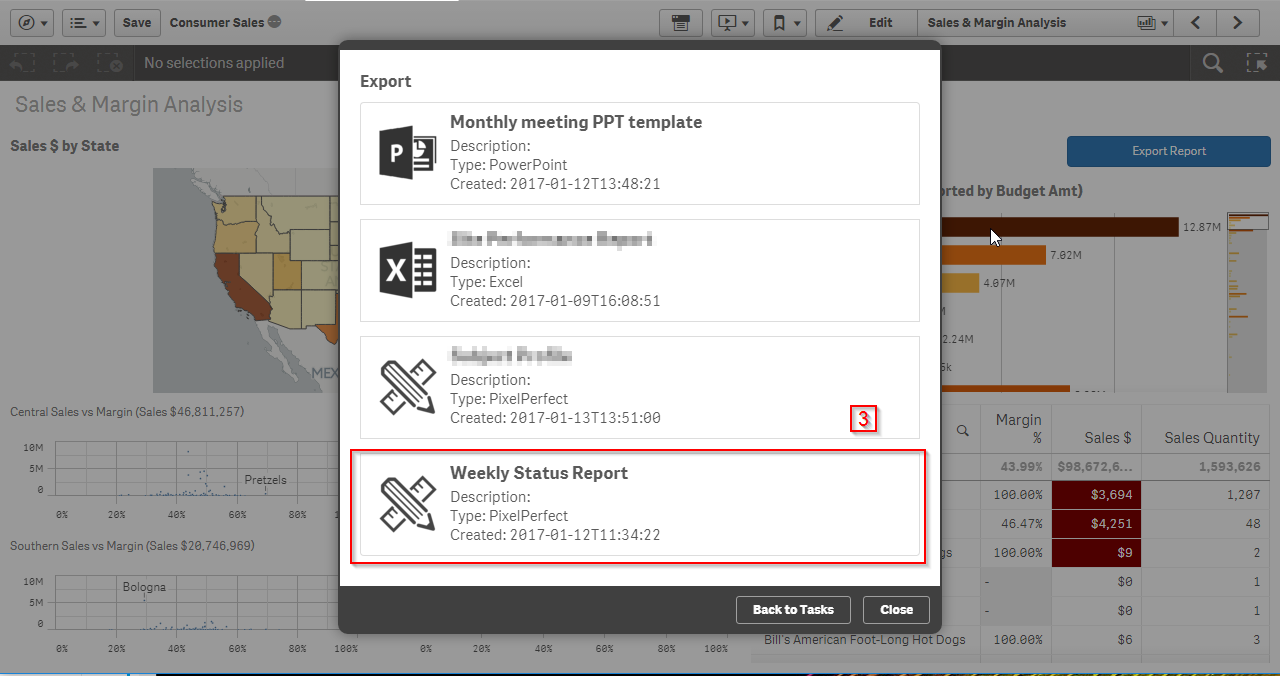 Save
Consumer Sales
Edit
Sales & Margin Analysis
No selections applied
Sales & Margin Analysis
Sales $ by State
Export Report
rted by Budget Amt)
12.87M
7.02M
4.07M
2.24M
Export
Monthly meeting PPT template
Description:
Type: PowerPoint
Created: 2017-01-12T13:48:21
Description:
Type: Excel
Created: 2017-01-09T16:08:51
Description:
Type: PixelPerfect
Created: 2017-01-13T13:51:00
3
Weekly Status Report
Description:
Type: PixelPerfect
Created: 2017-01-12T11:34:22
Back to Tasks
Close
MEX
Central Sales vs Margin (Sales $46,811,257)
10M
5M
0
Pretzels
0% 20% 40% 60% 80%
Southern Sales vs Margin (Sales $20,746,969)
10M
5M
0
Bologna
0% 20% 40% 60% 80% 100%
0% 20% 40% 60% 80% 100%
Margin % Sales $ Sales Quantity
43.99% $98,672,6... 1,593,626
100.00% $3,694 1,207
46.47% $4,251 48
gs 100.00% $9 2
- $0 1
- $0 1
Bill's American Foot-Long Hot Dogs 100.00% $6 3